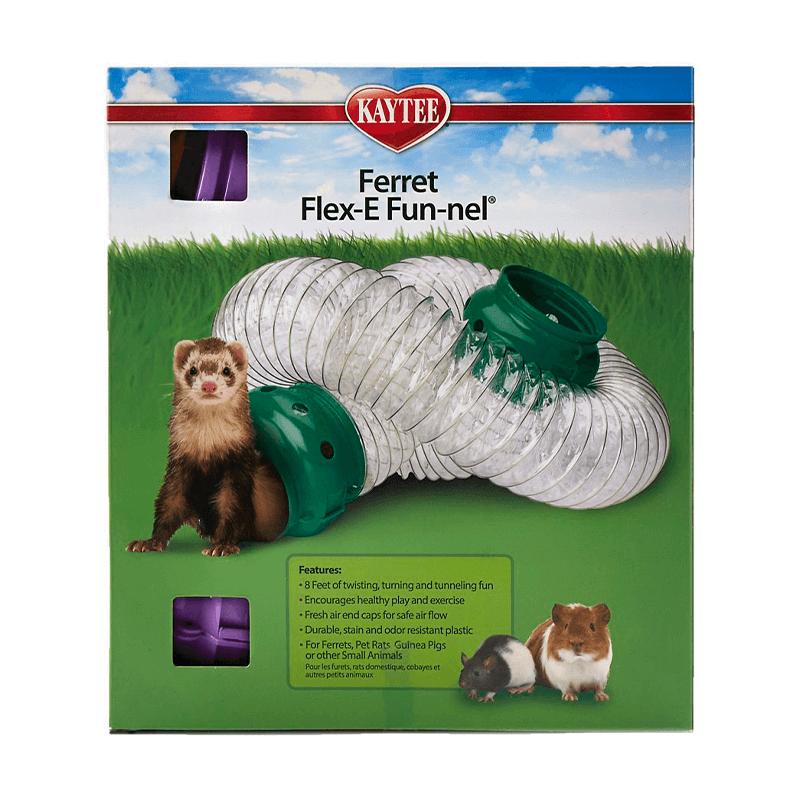 KAYTEE
Ferret
Flex-E Fun-nel®
Features:
• 8 Feet of twisting, turning and tunneling fun
• Encourages healthy play and exercise
• Fresh air end caps for safe air flow
• Durable, stain and odor resistant plastic
• For Ferrets, Pet Rats, Guinea Pigs
or other Small Animals
Pour les furets, rats domestique, cobayes et
autres petits animaux